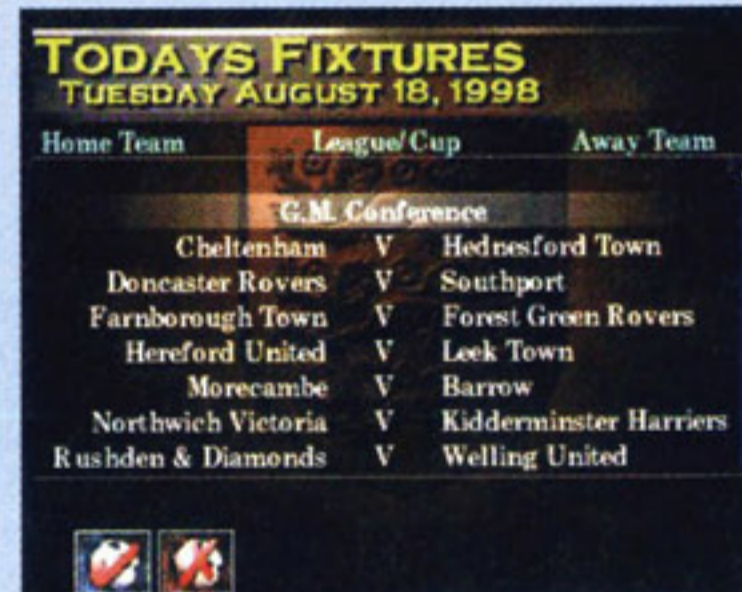 TODAYS FIXTURES
TUESDAY AUGUST 18, 1998
Home Team League/Cup Away Team
G.M. Conference
Cheltenham V Hednesford Town
Doncaster Rovers V Southport
Farnborough Town V Forest Green Rovers
Hereford United V Leek Town
Morecambe V Barrow
Northwich Victoria V Kidderminster Harriers
Rushden & Diamonds V Welling United